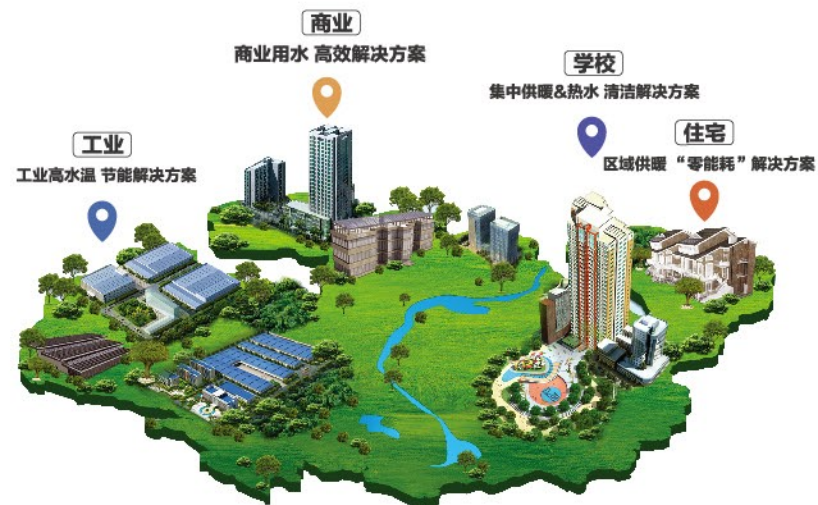 商业
商业用水 高效解决方案
学校
集中供暖&热水 清洁解决方案
工业
工业高水温 节能解决方案
住宅
区域供暖 “零能耗”解决方案